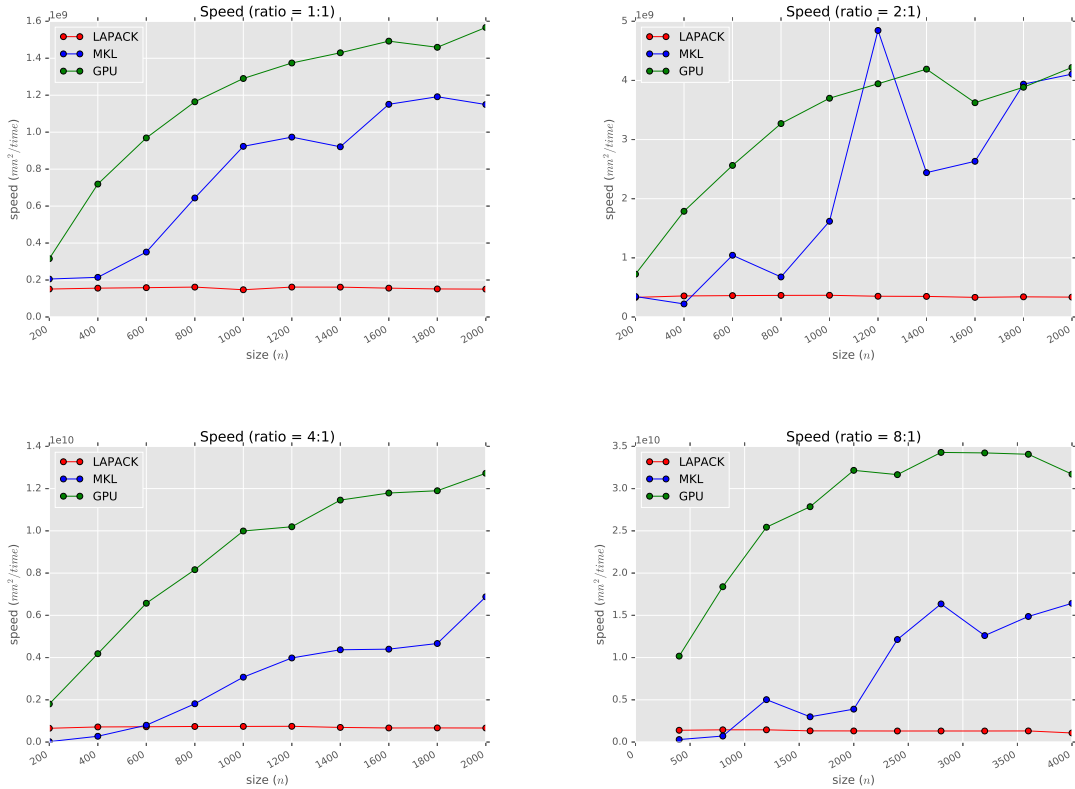 Speed (ratio = 1:1)
1e9
LAPACK
MKL
GPU
speed (mn²/time)
1.6
1.4
1.2
1.0
0.8
0.6
0.4
0.2
0.0
200
400
600
800
1000
1200
1400
1600
1800
2000
size (n)
Speed (ratio = 2:1)
1e9
LAPACK
MKL
GPU
speed (mn²/time)
5
4
3
2
1
0
200
400
600
800
1000
1200
1400
1600
1800
2000
size (n)
Speed (ratio = 4:1)
1e10
LAPACK
MKL
GPU
speed (mn²/time)
1.4
1.2
1.0
0.8
0.6
0.4
0.2
0.0
200
400
600
800
1000
1200
1400
1600
1800
2000
size (n)
Speed (ratio = 8:1)
1e10
LAPACK
MKL
GPU
speed (mn²/time)
3.5
3.0
2.5
2.0
1.5
1.0
0.5
0.0
0
500
1000
1500
2000
2500
3000
3500
4000
size (n)